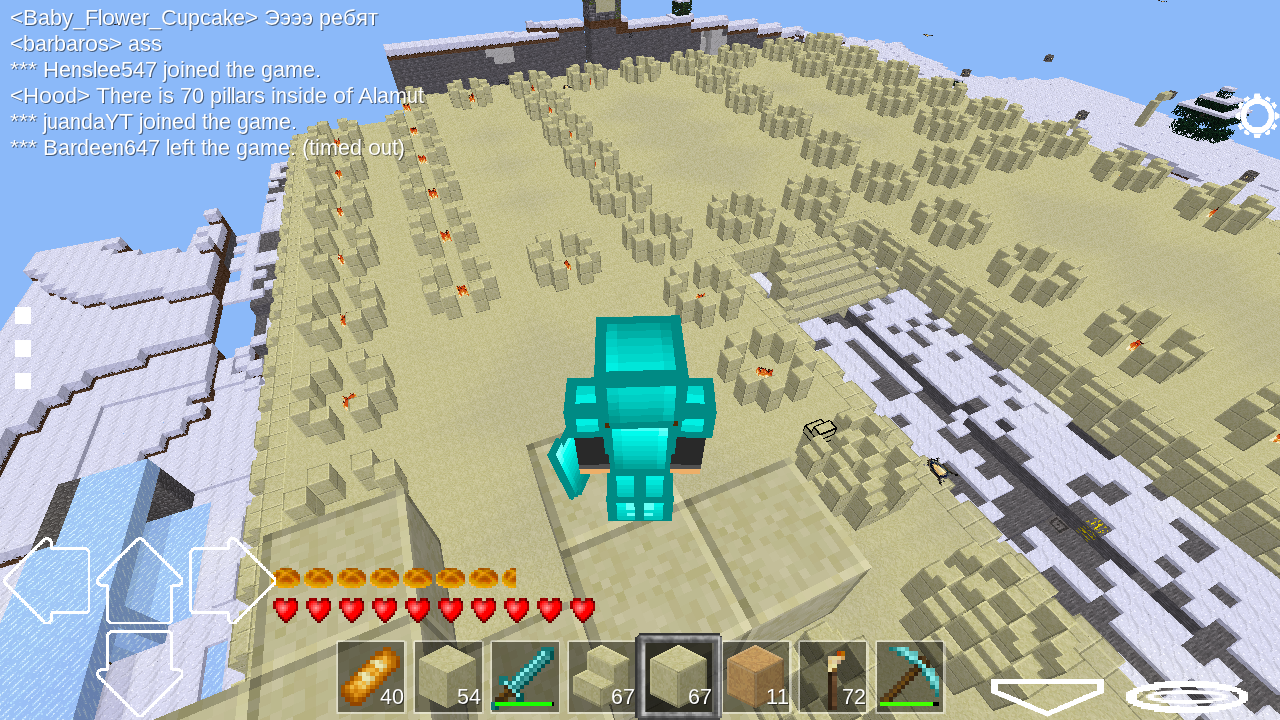 <Baby_Flower_Cupcake> Ээээ ребят
<barbaros> ass
*** Henslee547 joined the game.
<Hood> There is 70 pillars inside of Alamut
*** juandaYT joined the game.
*** Bardeen647 left the game. (timed out)
40 54 67 67 11 72